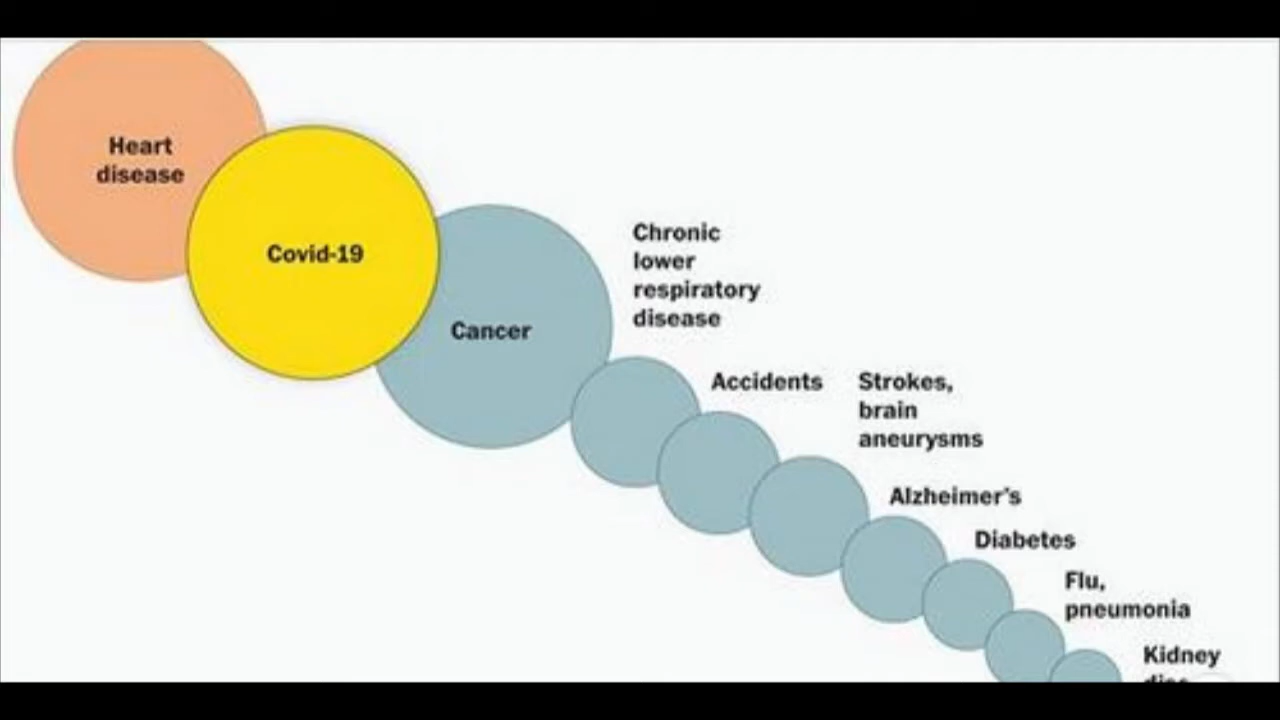 Heart
disease
Covid-19
Cancer
Chronic
lower
respiratory
disease
Accidents
Strokes,
brain
aneurysms
Alzheimer's
Diabetes
Flu,
pneumonia
Kidney